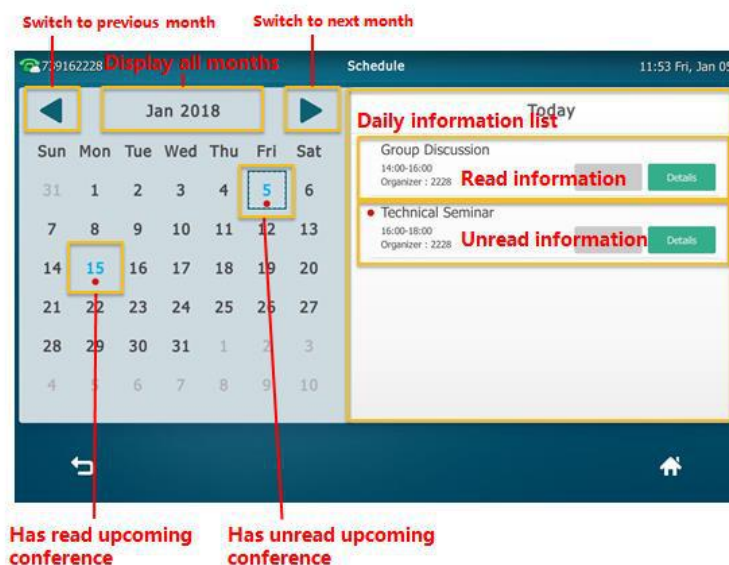 Switch to previous month
Switch to next month
739162228
Display all months
Schedule
11:53 Fri, Jan 05
Jan 2018
Today
Daily information list
Sun Mon Tue Wed Thu Fri Sat
31 1 2 3 4 5 6
7 8 9 10 11 12 13
14 15 16 17 18 19 20
21 22 23 24 25 26 27
28 29 30 31 1 2 3
4 5 6 7 8 9 10
Group Discussion
14:00-16:00
Organizer : 2228
Read information
Details
Technical Seminar
16:00-18:00
Organizer : 2228
Unread information
Details
Has read upcoming
conference
Has unread upcoming
conference